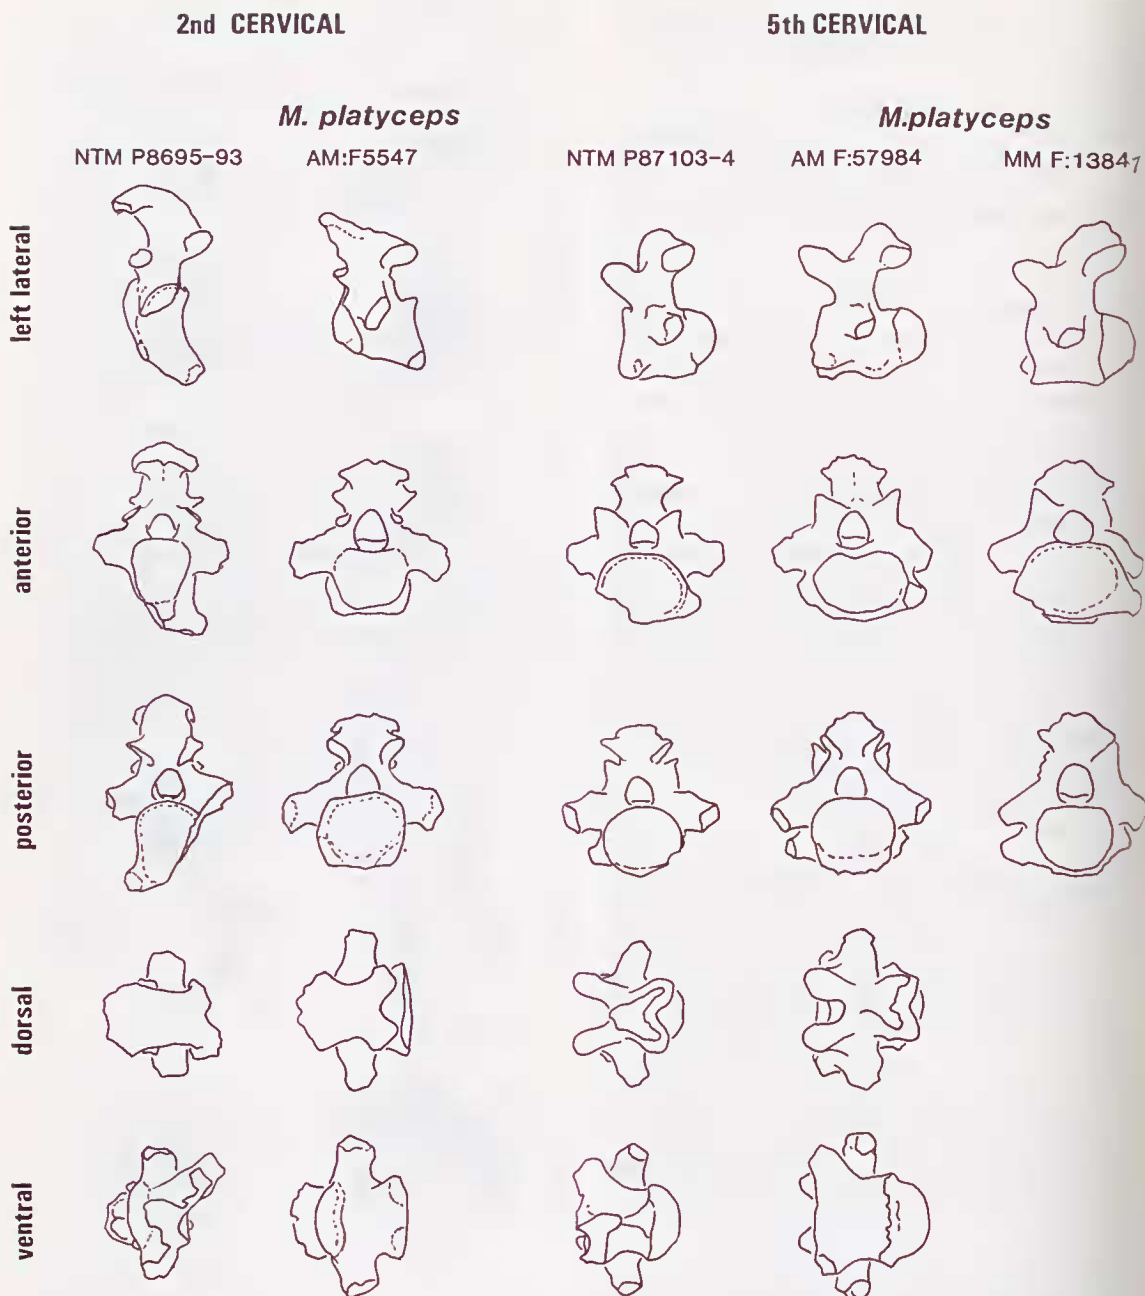 2nd CERVICAL 5th CERVICAL
M. platyceps M.platyceps
NTM P8695-93 AM:F5547 NTM P87103-4 AM F:57984 MM F:13847
left lateral
anterior
posterior
dorsal
ventral